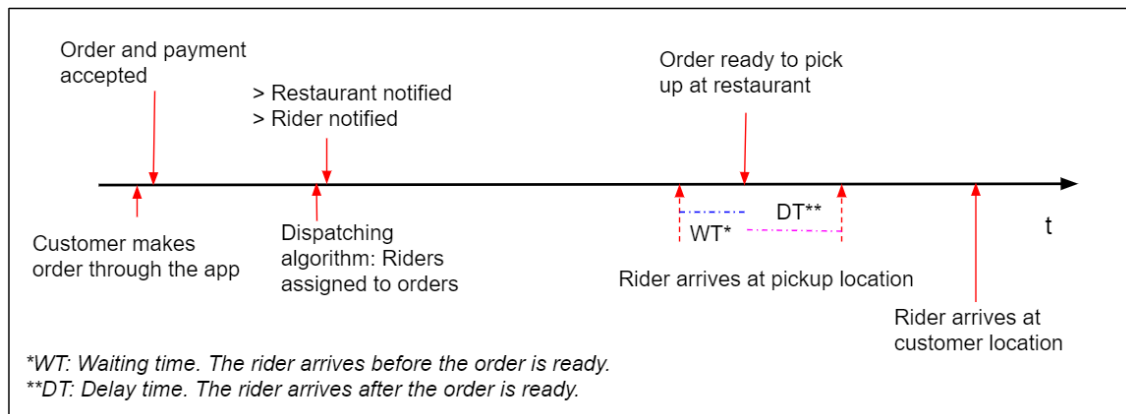 Order and payment
accepted
> Restaurant notified
> Rider notified
Order ready to pick
up at restaurant
Customer makes
order through the app
Dispatching
algorithm: Riders
assigned to orders
WT*
DT**
t
Rider arrives at pickup location
Rider arrives at
customer location
*WT: Waiting time. The rider arrives before the order is ready.
**DT: Delay time. The rider arrives after the order is ready.